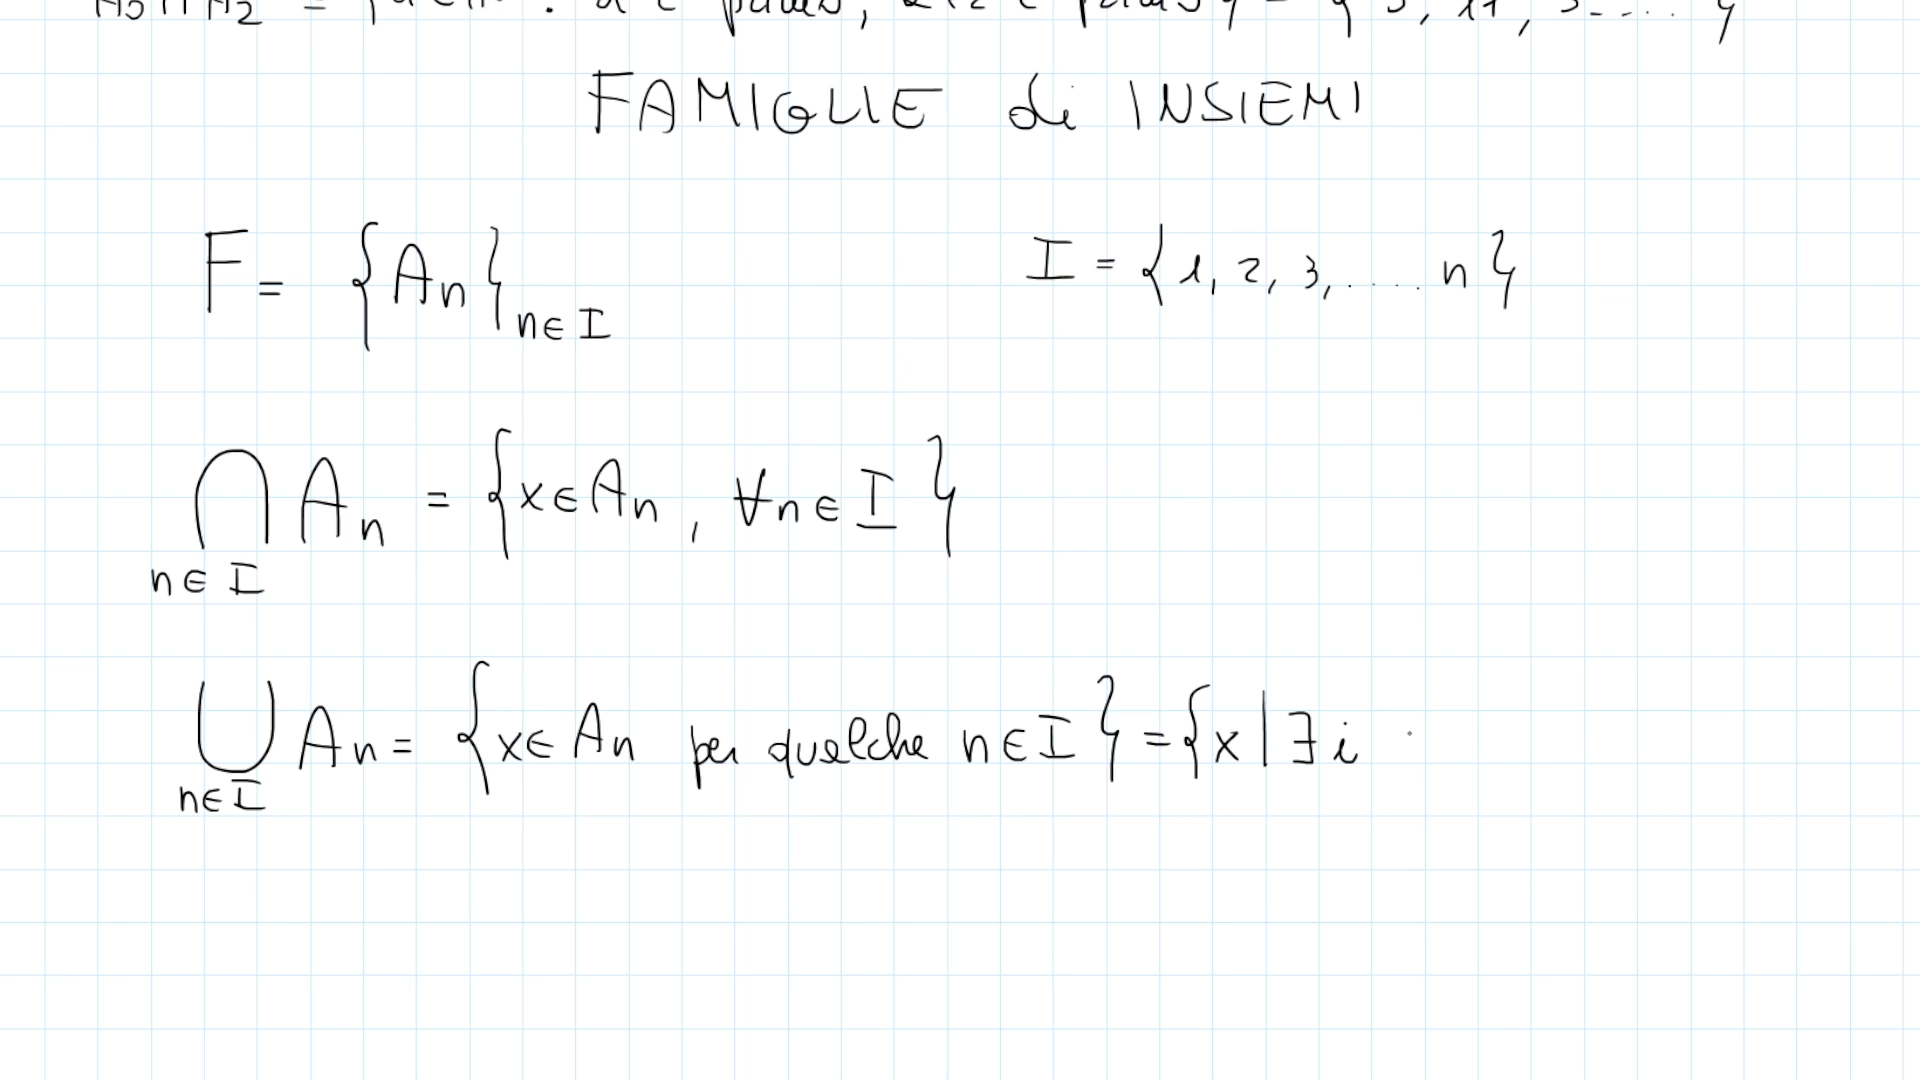 FAMIGLIE di INSIEMI
F = {An}n∈I I = {1, 2, 3, ..... n}
⋂n∈I An = {x∈An, ∀n∈I}
⋃n∈I An = {x∈An per qualche n∈I} = {x | ∃ i